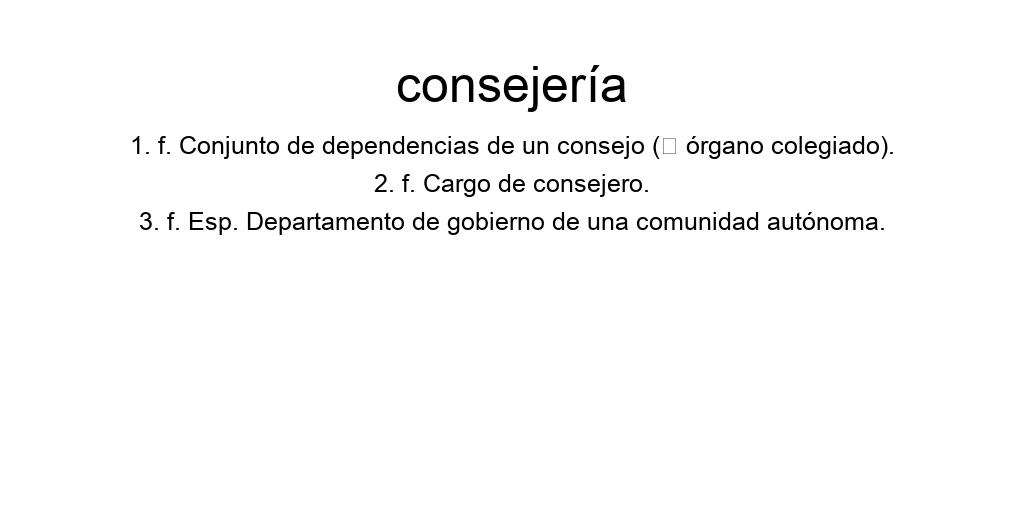 consejería
1. f. Conjunto de dependencias de un consejo (□ órgano colegiado).
2. f. Cargo de consejero.
3. f. Esp. Departamento de gobierno de una comunidad autónoma.